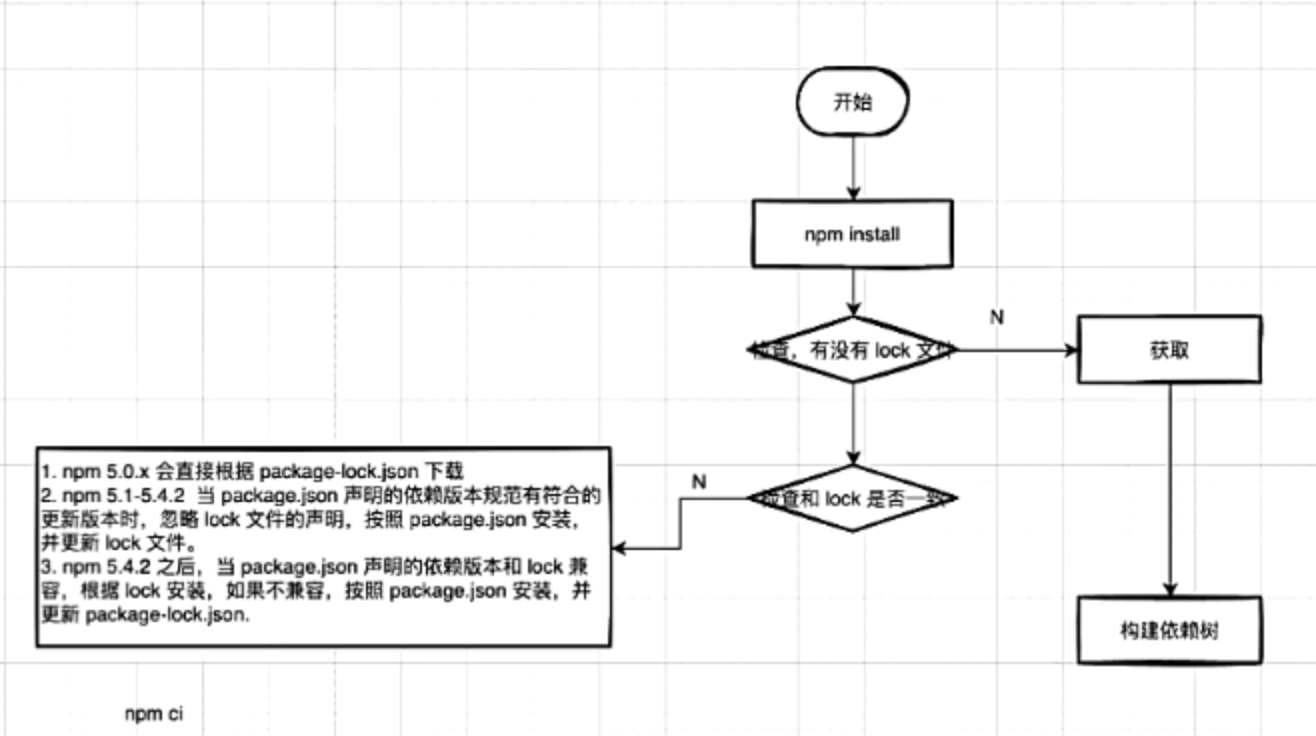 开始
npm install
检查，有没有 lock 文件
N
获取
检查和 lock 是否一致
N
1. npm 5.0.x 会直接根据 package-lock.json 下载
2. npm 5.1-5.4.2 当 package.json 声明的依赖版本规范有符合的
更新版本时，忽略 lock 文件的声明，按照 package.json 安装，
并更新 lock 文件。
3. npm 5.4.2 之后，当 package.json 声明的依赖版本和 lock 兼
容，根据 lock 安装，如果不兼容，按照 package.json 安装，并
更新 package-lock.json.
构建依赖树
npm ci